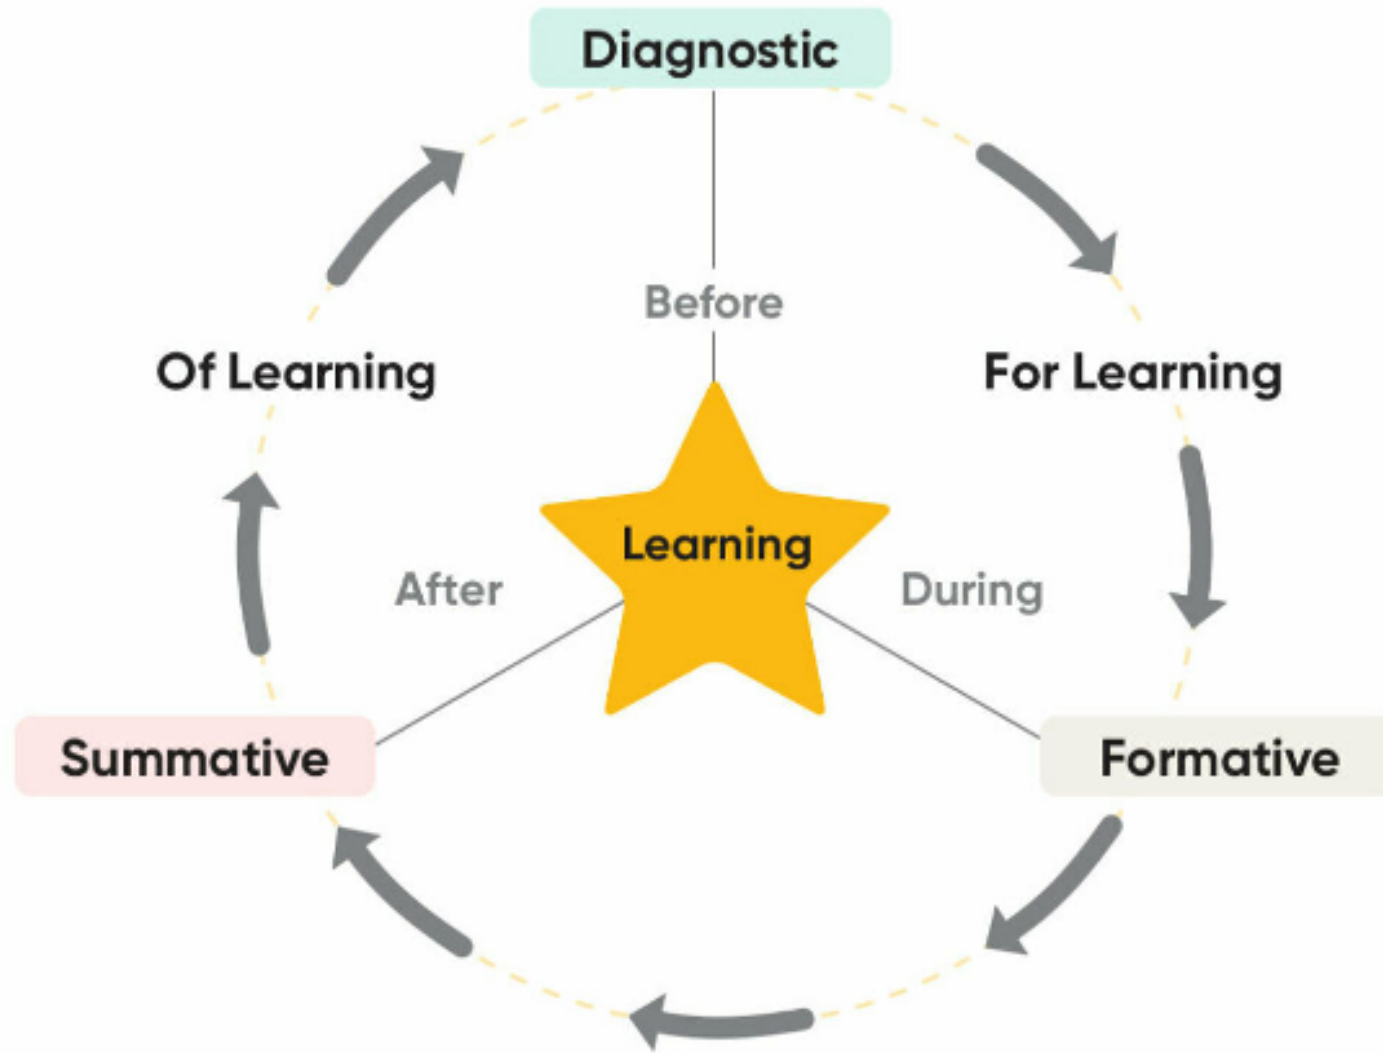 Diagnostic
Before
Of Learning
For Learning
Learning
After
During
Summative
Formative